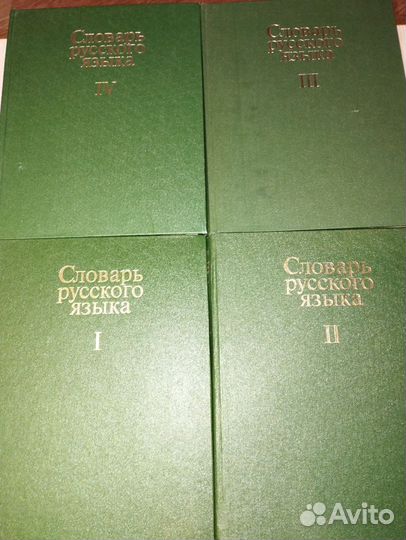 Словарь
русского
языка
IV
Словарь
русского
языка
III
Словарь
русского
языка
I
Словарь
русского
языка
II
Avito